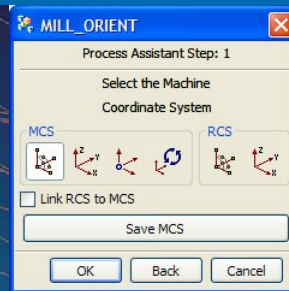 MILL_ORIENT
Process Assistant Step: 1
Select the Machine
Coordinate System
MCS RCS
Z Y X Z Y X
Link RCS to MCS
Save MCS
OK Back Cancel